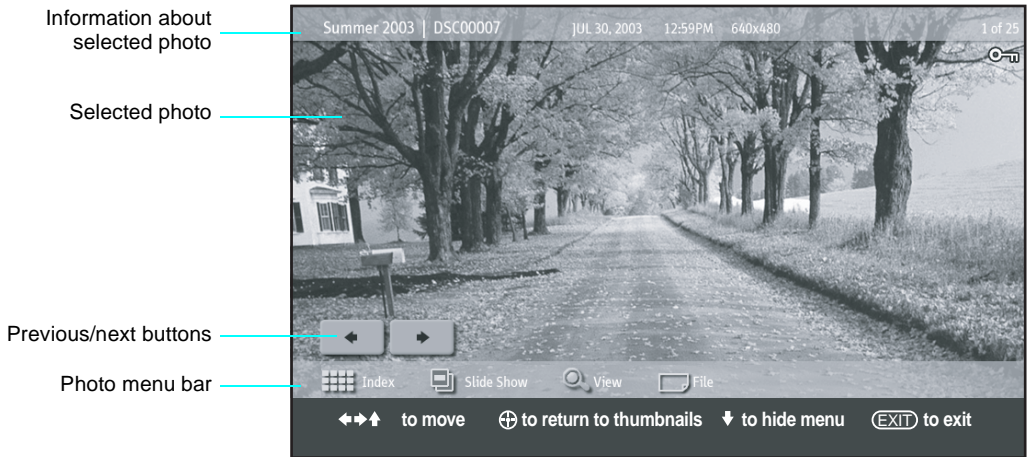 Information about
selected photo
Summer 2003 | DSC00007 JUL 30, 2003 12:59PM 640x480 1 of 25
Selected photo
Previous/next buttons
Photo menu bar
Index Slide Show View File
to move to return to thumbnails to hide menu EXIT to exit